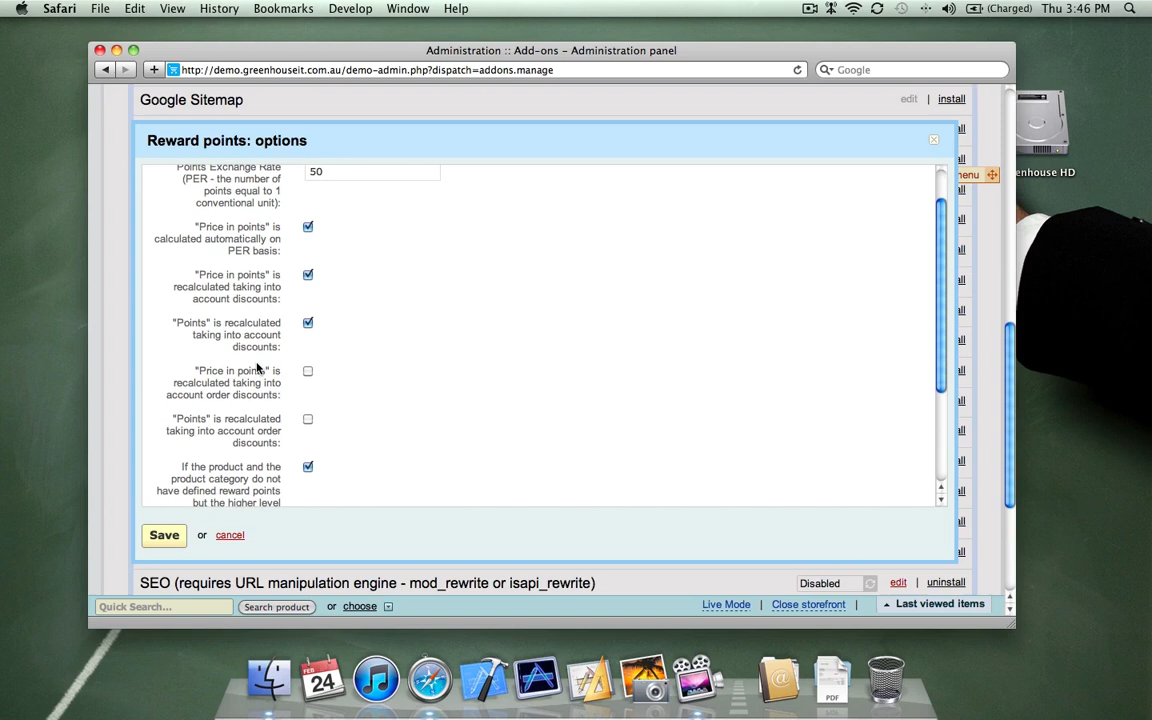 Safari File Edit View History Bookmarks Develop Window Help (Charged) Thu 3:46 PM
Administration :: Add-ons – Administration panel
http://demo.greenhouseit.com.au/demo-admin.php?dispatch=addons.manage
Google
Google Sitemap edit | install
Reward points: options
Points Exchange Rate 50
(PER - the number of
points equal to 1
conventional unit):
"Price in points" is
calculated automatically on
PER basis:
"Price in points" is
recalculated taking into
account discounts:
"Points" is recalculated
taking into account
discounts:
"Price in points" is
recalculated taking into
account order discounts:
"Points" is recalculated
taking into account order
discounts:
If the product and the
product category do not
have defined reward points
but the higher level
Save or cancel
SEO (requires URL manipulation engine - mod_rewrite or isapi_rewrite) Disabled edit | uninstall
Quick Search... Search product or choose Live Mode | Close storefront | Last viewed items
enhouse HD
FEB
24
PDF